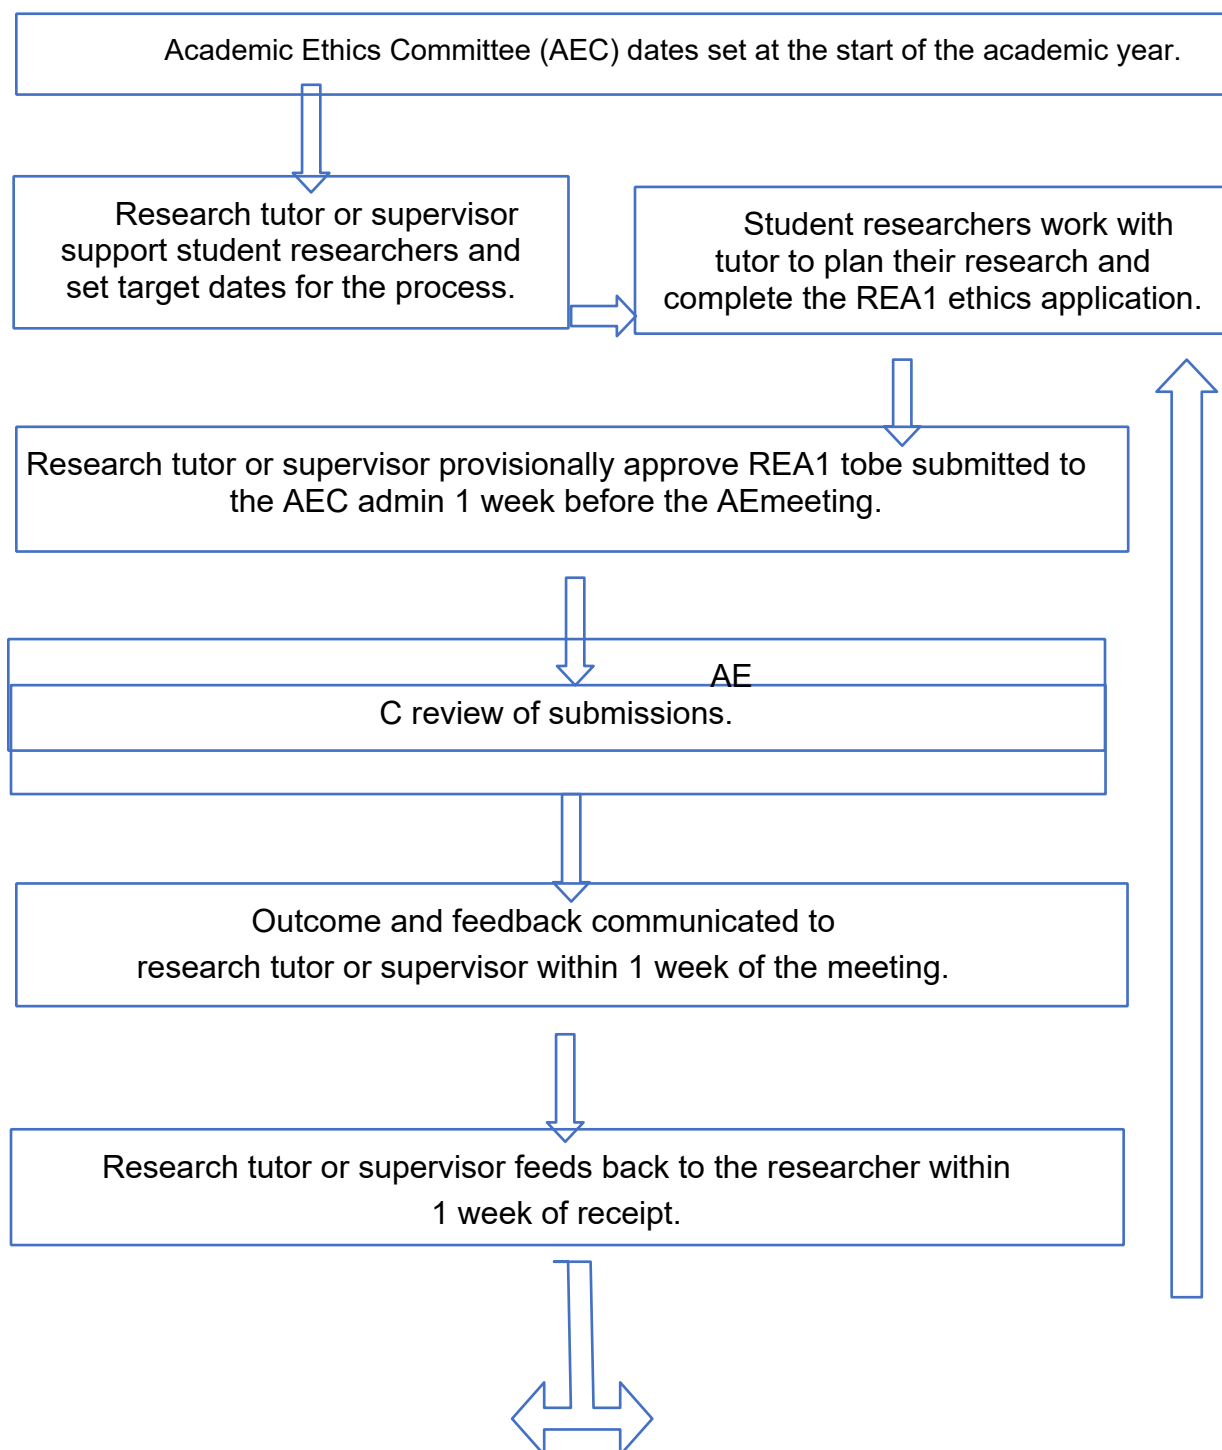 Academic Ethics Committee (AEC) dates set at the start of the academic year.
Research tutor or supervisor
support student researchers and
set target dates for the process.
Student researchers work with
tutor to plan their research and
complete the REA1 ethics application.
Research tutor or supervisor provisionally approve REA1 tobe submitted to
the AEC admin 1 week before the AEmeeting.
AE
C review of submissions.
Outcome and feedback communicated to
research tutor or supervisor within 1 week of the meeting.
Research tutor or supervisor feeds back to the researcher within
1 week of receipt.